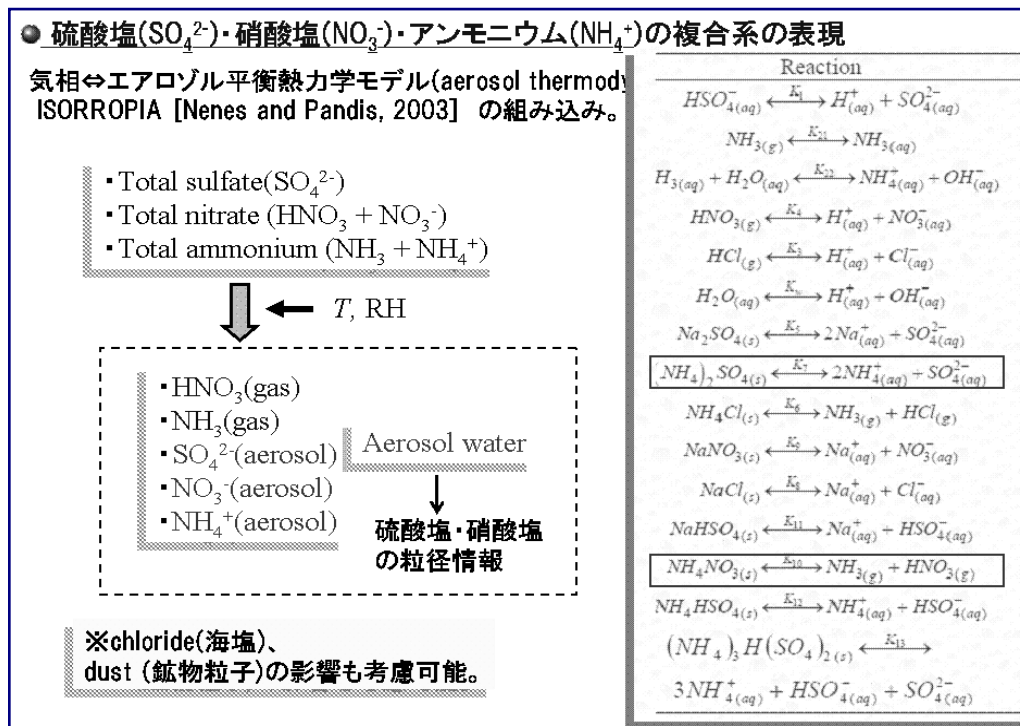 ● 硫酸塩(SO₄²⁻)・硝酸塩(NO₃⁻)・アンモニウム(NH₄⁺)の複合系の表現
気相⇔エアロゾル平衡熱力学モデル(aerosol thermody
ISORROPIA [Nenes and Pandis, 2003] の組み込み。
・Total sulfate(SO₄²⁻)
・Total nitrate (HNO₃ + NO₃⁻)
・Total ammonium (NH₃ + NH₄⁺)
T, RH
・HNO₃(gas)
・NH₃(gas)
・SO₄²⁻(aerosol)
・NO₃⁻(aerosol)
・NH₄⁺(aerosol)
Aerosol water
硫酸塩・硝酸塩
の粒径情報
※chloride(海塩)、
dust (鉱物粒子)の影響も考慮可能。
Reaction
HSO₄⁻(aq) ⟷K₁ H⁺(aq) + SO₄²⁻(aq)
NH₃(g) ⟷K₂₁ NH₃(aq)
H₃(aq) + H₂O(aq) ⟷K₂₂ NH₄⁺(aq) + OH⁻(aq)
HNO₃(g) ⟷K₄ H⁺(aq) + NO₃⁻(aq)
HCl(g) ⟷K₃ H⁺(aq) + Cl⁻(aq)
H₂O(aq) ⟷Kw H⁺(aq) + OH⁻(aq)
Na₂SO₄(s) ⟷K₅ 2Na⁺(aq) + SO₄²⁻(aq)
(NH₄)₂SO₄(s) ⟷K₇ 2NH₄⁺(aq) + SO₄²⁻(aq)
NH₄Cl(s) ⟷K₆ NH₃(g) + HCl(g)
NaNO₃(s) ⟷K₉ Na⁺(aq) + NO₃⁻(aq)
NaCl(s) ⟷K₈ Na⁺(aq) + Cl⁻(aq)
NaHSO₄(s) ⟷K₁₁ Na⁺(aq) + HSO₄⁻(aq)
NH₄NO₃(s) ⟷K₁₀ NH₃(g) + HNO₃(g)
NH₄HSO₄(s) ⟷K₁₂ NH₄⁺(aq) + HSO₄⁻(aq)
(NH₄)₃H(SO₄)₂(s) ⟷K₁₃
3NH₄⁺(aq) + HSO₄⁻(aq) + SO₄²⁻(aq)